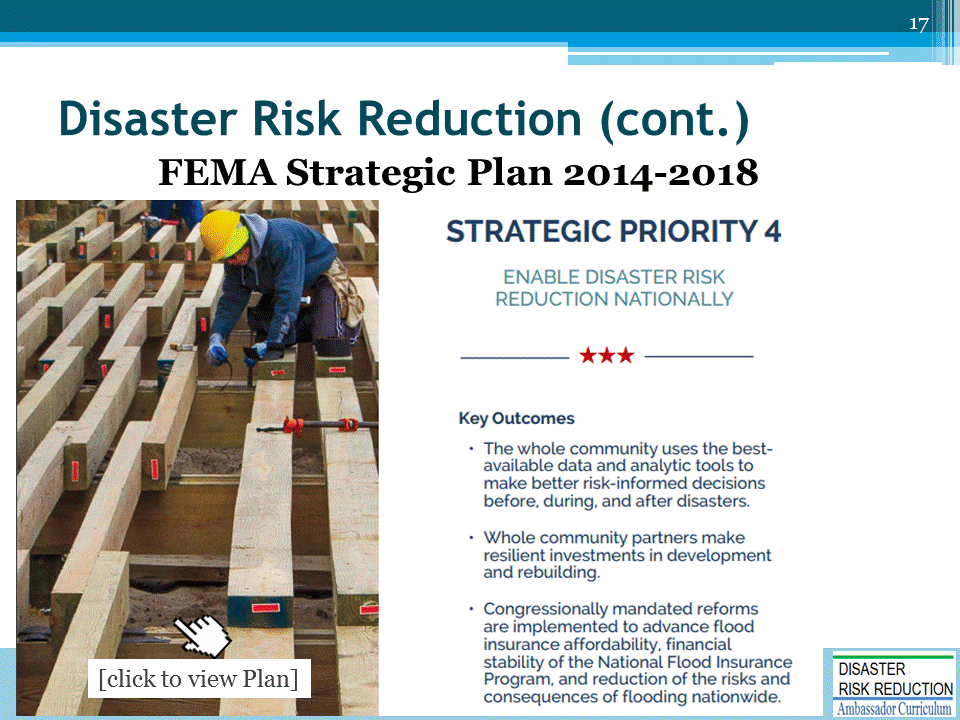 17
Disaster Risk Reduction (cont.)
FEMA Strategic Plan 2014-2018
STRATEGIC PRIORITY 4
ENABLE DISASTER RISK
REDUCTION NATIONALLY
Key Outcomes
• The whole community uses the best-
available data and analytic tools to
make better risk-informed decisions
before, during, and after disasters.
• Whole community partners make
resilient investments in development
and rebuilding.
• Congressionally mandated reforms
are implemented to advance flood
insurance affordability, financial
stability of the National Flood Insurance
Program, and reduction of the risks and
consequences of flooding nationwide.
[click to view Plan]
DISASTER
RISK REDUCTION
Ambassador Curriculum